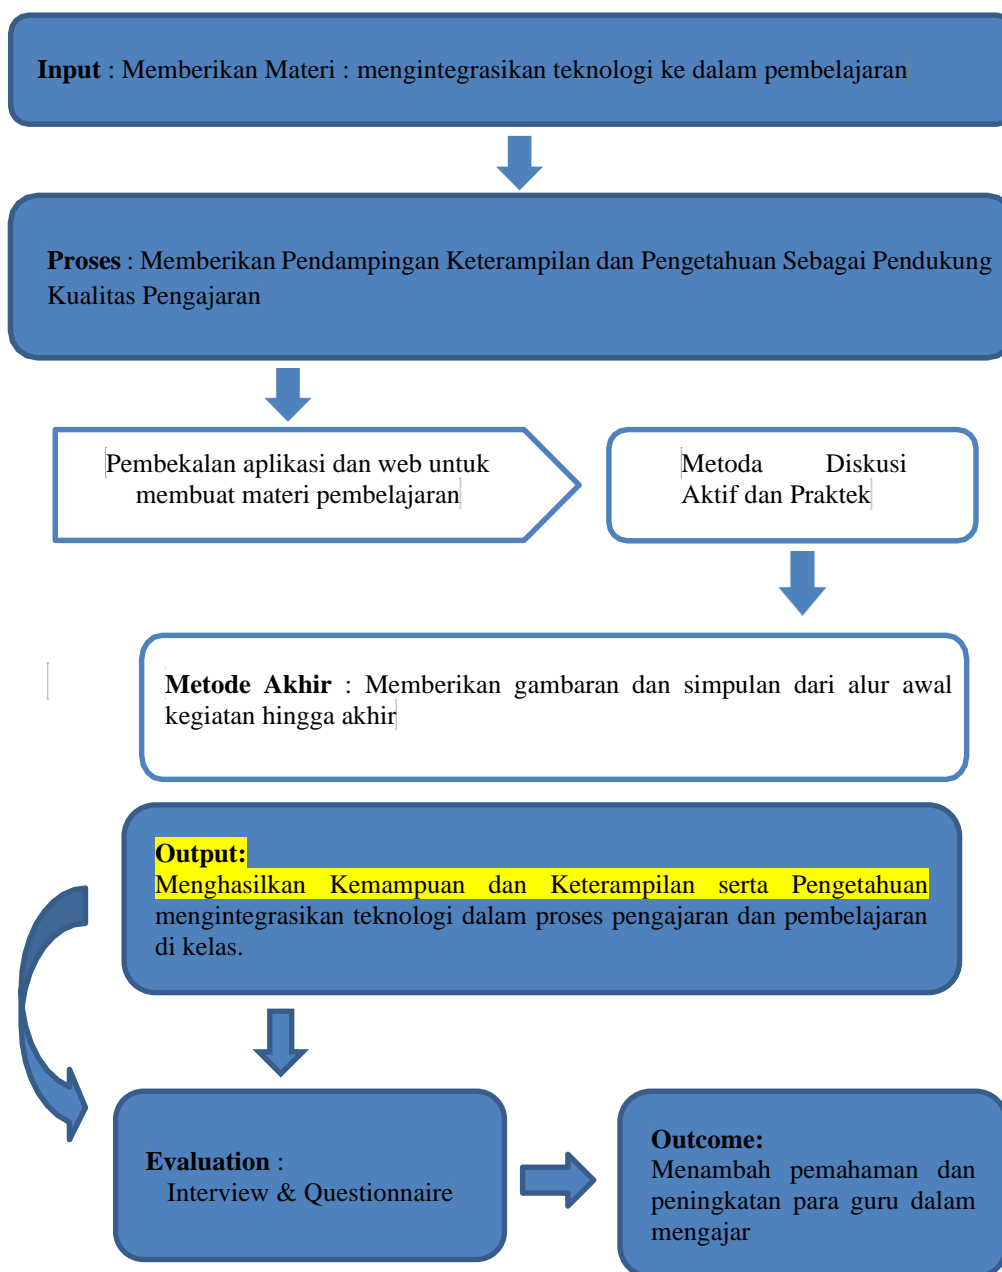 Input : Memberikan Materi : mengintegrasikan teknologi ke dalam pembelajaran
Proses : Memberikan Pendampingan Keterampilan dan Pengetahuan Sebagai Pendukung
Kualitas Pengajaran
Pembekalan aplikasi dan web untuk
membuat materi pembelajaran
Metoda Diskusi
Aktif dan Praktek
Metode Akhir : Memberikan gambaran dan simpulan dari alur awal
kegiatan hingga akhir
Output:
Menghasilkan Kemampuan dan Keterampilan serta Pengetahuan
mengintegrasikan teknologi dalam proses pengajaran dan pembelajaran
di kelas.
Evaluation :
Interview & Questionnaire
Outcome:
Menambah pemahaman dan
peningkatan para guru dalam
mengajar